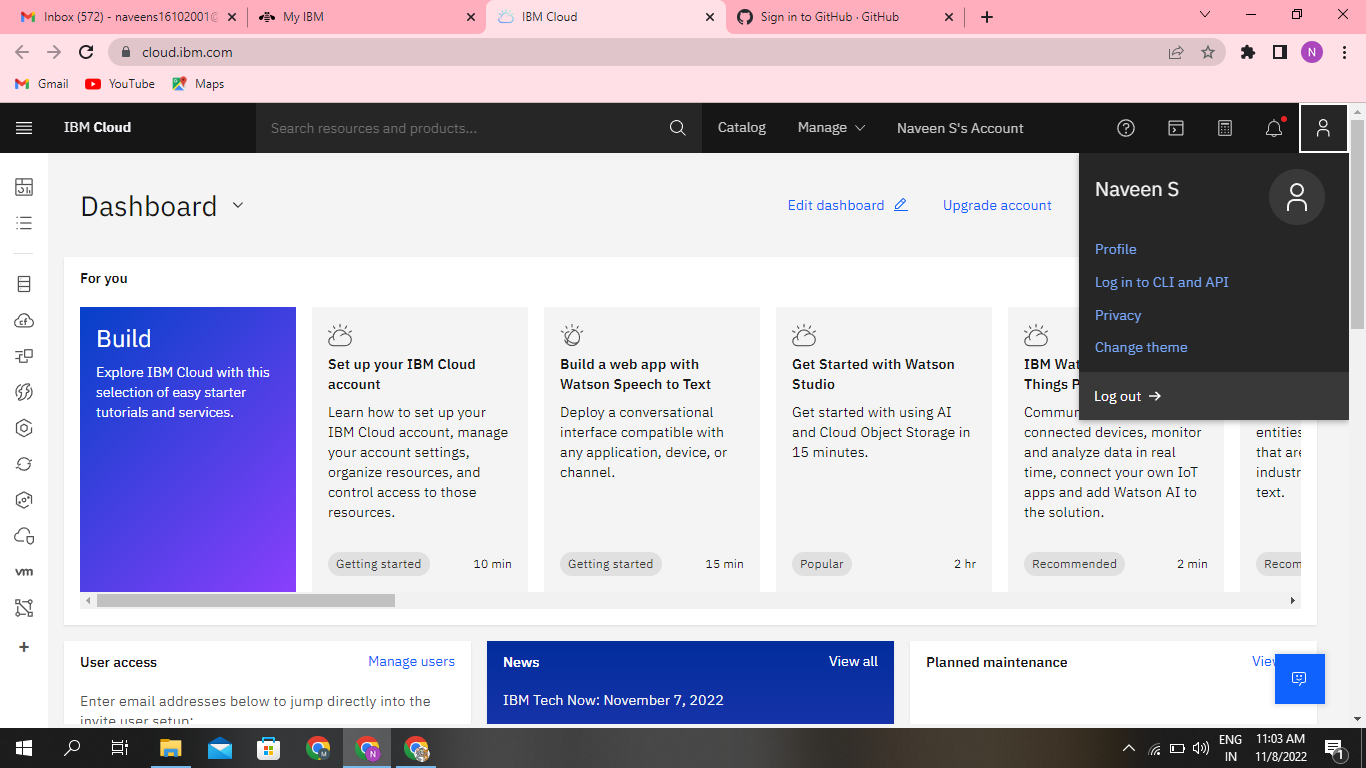 Inbox (572) - naveens16102001@
My IBM
IBM Cloud
Sign in to GitHub · GitHub
cloud.ibm.com
N
Gmail
YouTube
Maps
IBM Cloud
Search resources and products...
Catalog
Manage
Naveen S's Account
Dashboard
Edit dashboard
Upgrade account
Naveen S
Profile
Log in to CLI and API
Privacy
Change theme
Log out
For you
Build
Explore IBM Cloud with this
selection of easy starter
tutorials and services.
Set up your IBM Cloud
account
Learn how to set up your
IBM Cloud account, manage
your account settings,
organize resources, and
control access to those
resources.
Getting started
10 min
Build a web app with
Watson Speech to Text
Deploy a conversational
interface compatible with
any application, device, or
channel.
Getting started
15 min
Get Started with Watson
Studio
Get started with using AI
and Cloud Object Storage in
15 minutes.
Popular
2 hr
IBM Wat
Things P
Commun
connected devices, monitor
and analyze data in real
time, connect your own IoT
apps and add Watson AI to
the solution.
Recommended
2 min
entities
that are
industr
text.
Recom
cf
vm
User access
Manage users
Enter email addresses below to jump directly into the
invite user setup:
News
View all
IBM Tech Now: November 7, 2022
Planned maintenance
View
M
N
ENG
IN
11:03 AM
11/8/2022
1